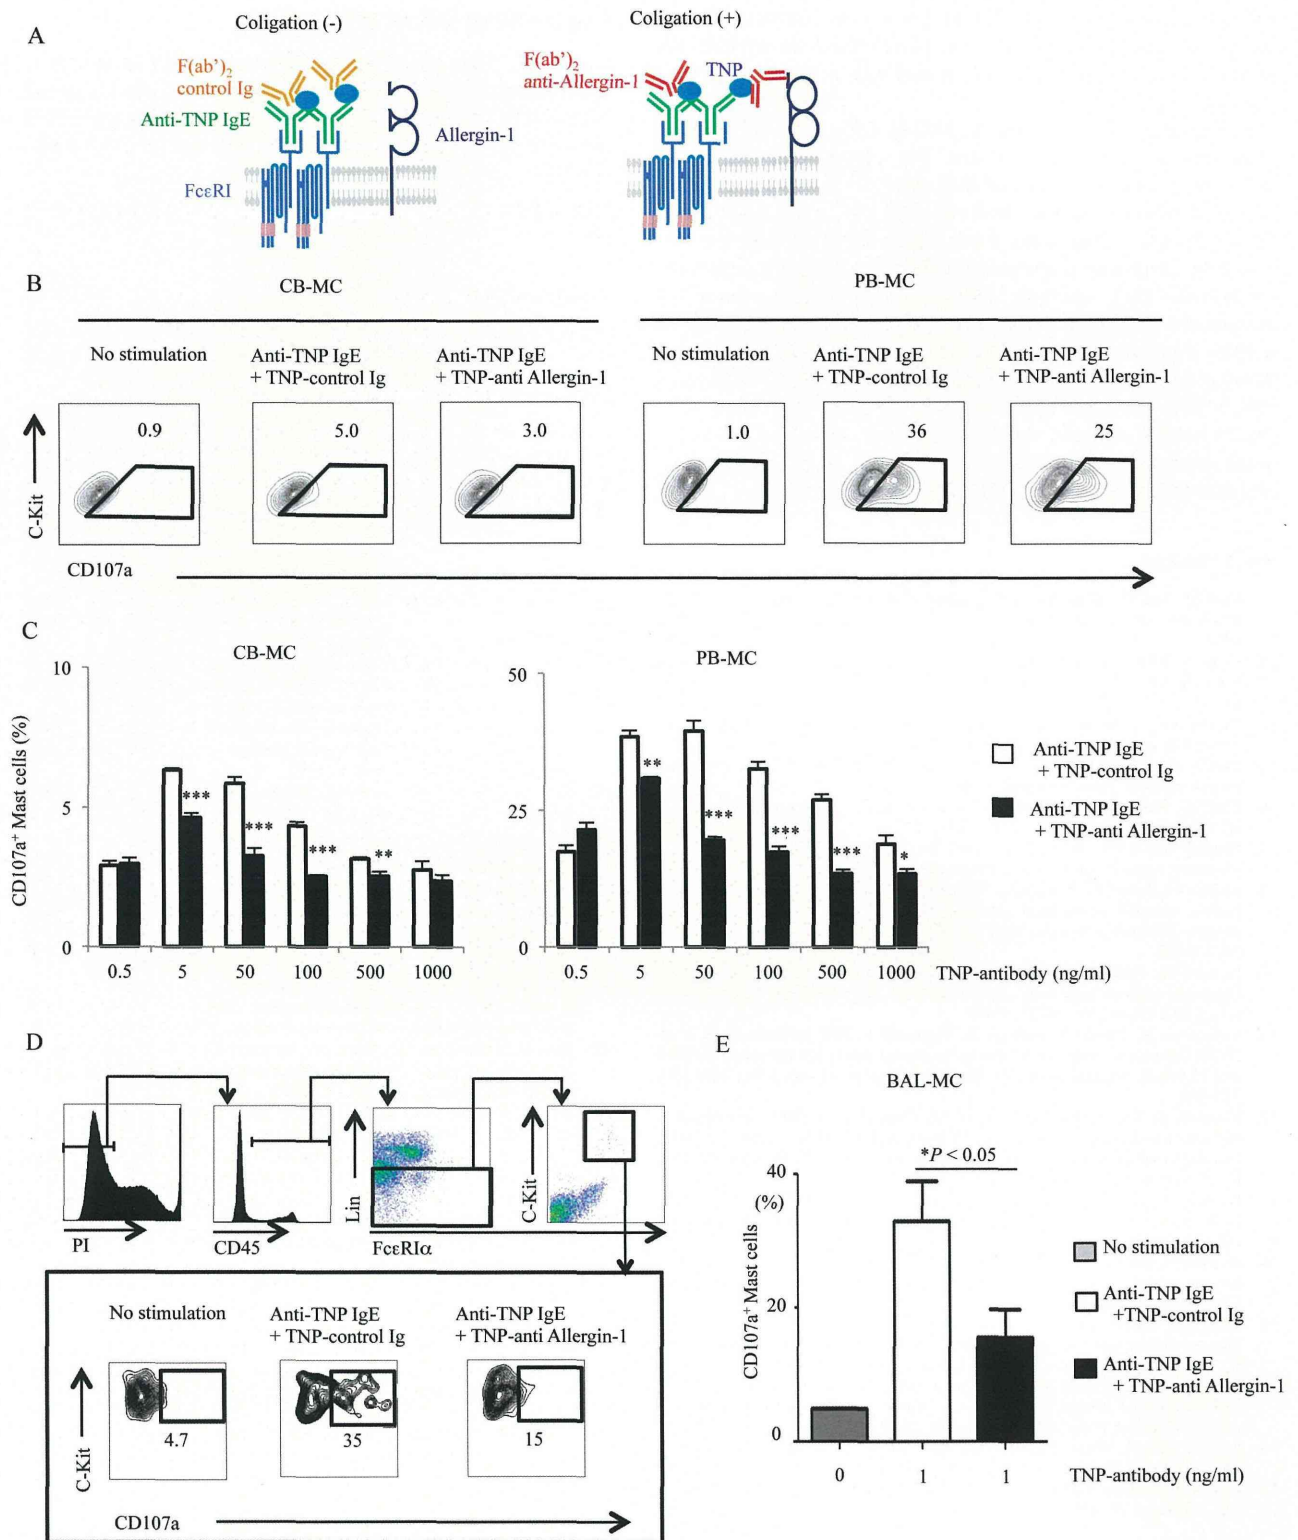 A
Coligation (-)
F(ab’)2
control Ig
Anti-TNP IgE
FcεRI
Allergin-1
Coligation (+)
F(ab’)2
anti-Allergin-1
TNP
B
CB-MC
PB-MC
No stimulation
Anti-TNP IgE
+ TNP-control Ig
Anti-TNP IgE
+ TNP-anti Allergin-1
No stimulation
Anti-TNP IgE
+ TNP-control Ig
Anti-TNP IgE
+ TNP-anti Allergin-1
0.9
5.0
3.0
1.0
36
25
C-Kit
CD107a
C
CB-MC
CD107a+ Mast cells (%)
10
5
0
***
***
***
**
0.5 5 50 100 500 1000
PB-MC
50
25
0
**
***
***
***
*
0.5 5 50 100 500 1000
TNP-antibody (ng/ml)
Anti-TNP IgE
+ TNP-control Ig
Anti-TNP IgE
+ TNP-anti Allergin-1
D
PI
CD45
Lin
FcεRIα
C-Kit
No stimulation
Anti-TNP IgE
+ TNP-control Ig
Anti-TNP IgE
+ TNP-anti Allergin-1
4.7
35
15
C-Kit
CD107a
E
BAL-MC
*P < 0.05
40
(%)
20
0
CD107a+ Mast cells
0 1 1
TNP-antibody (ng/ml)
No stimulation
Anti-TNP IgE
+TNP-control Ig
Anti-TNP IgE
+ TNP-anti Allergin-1